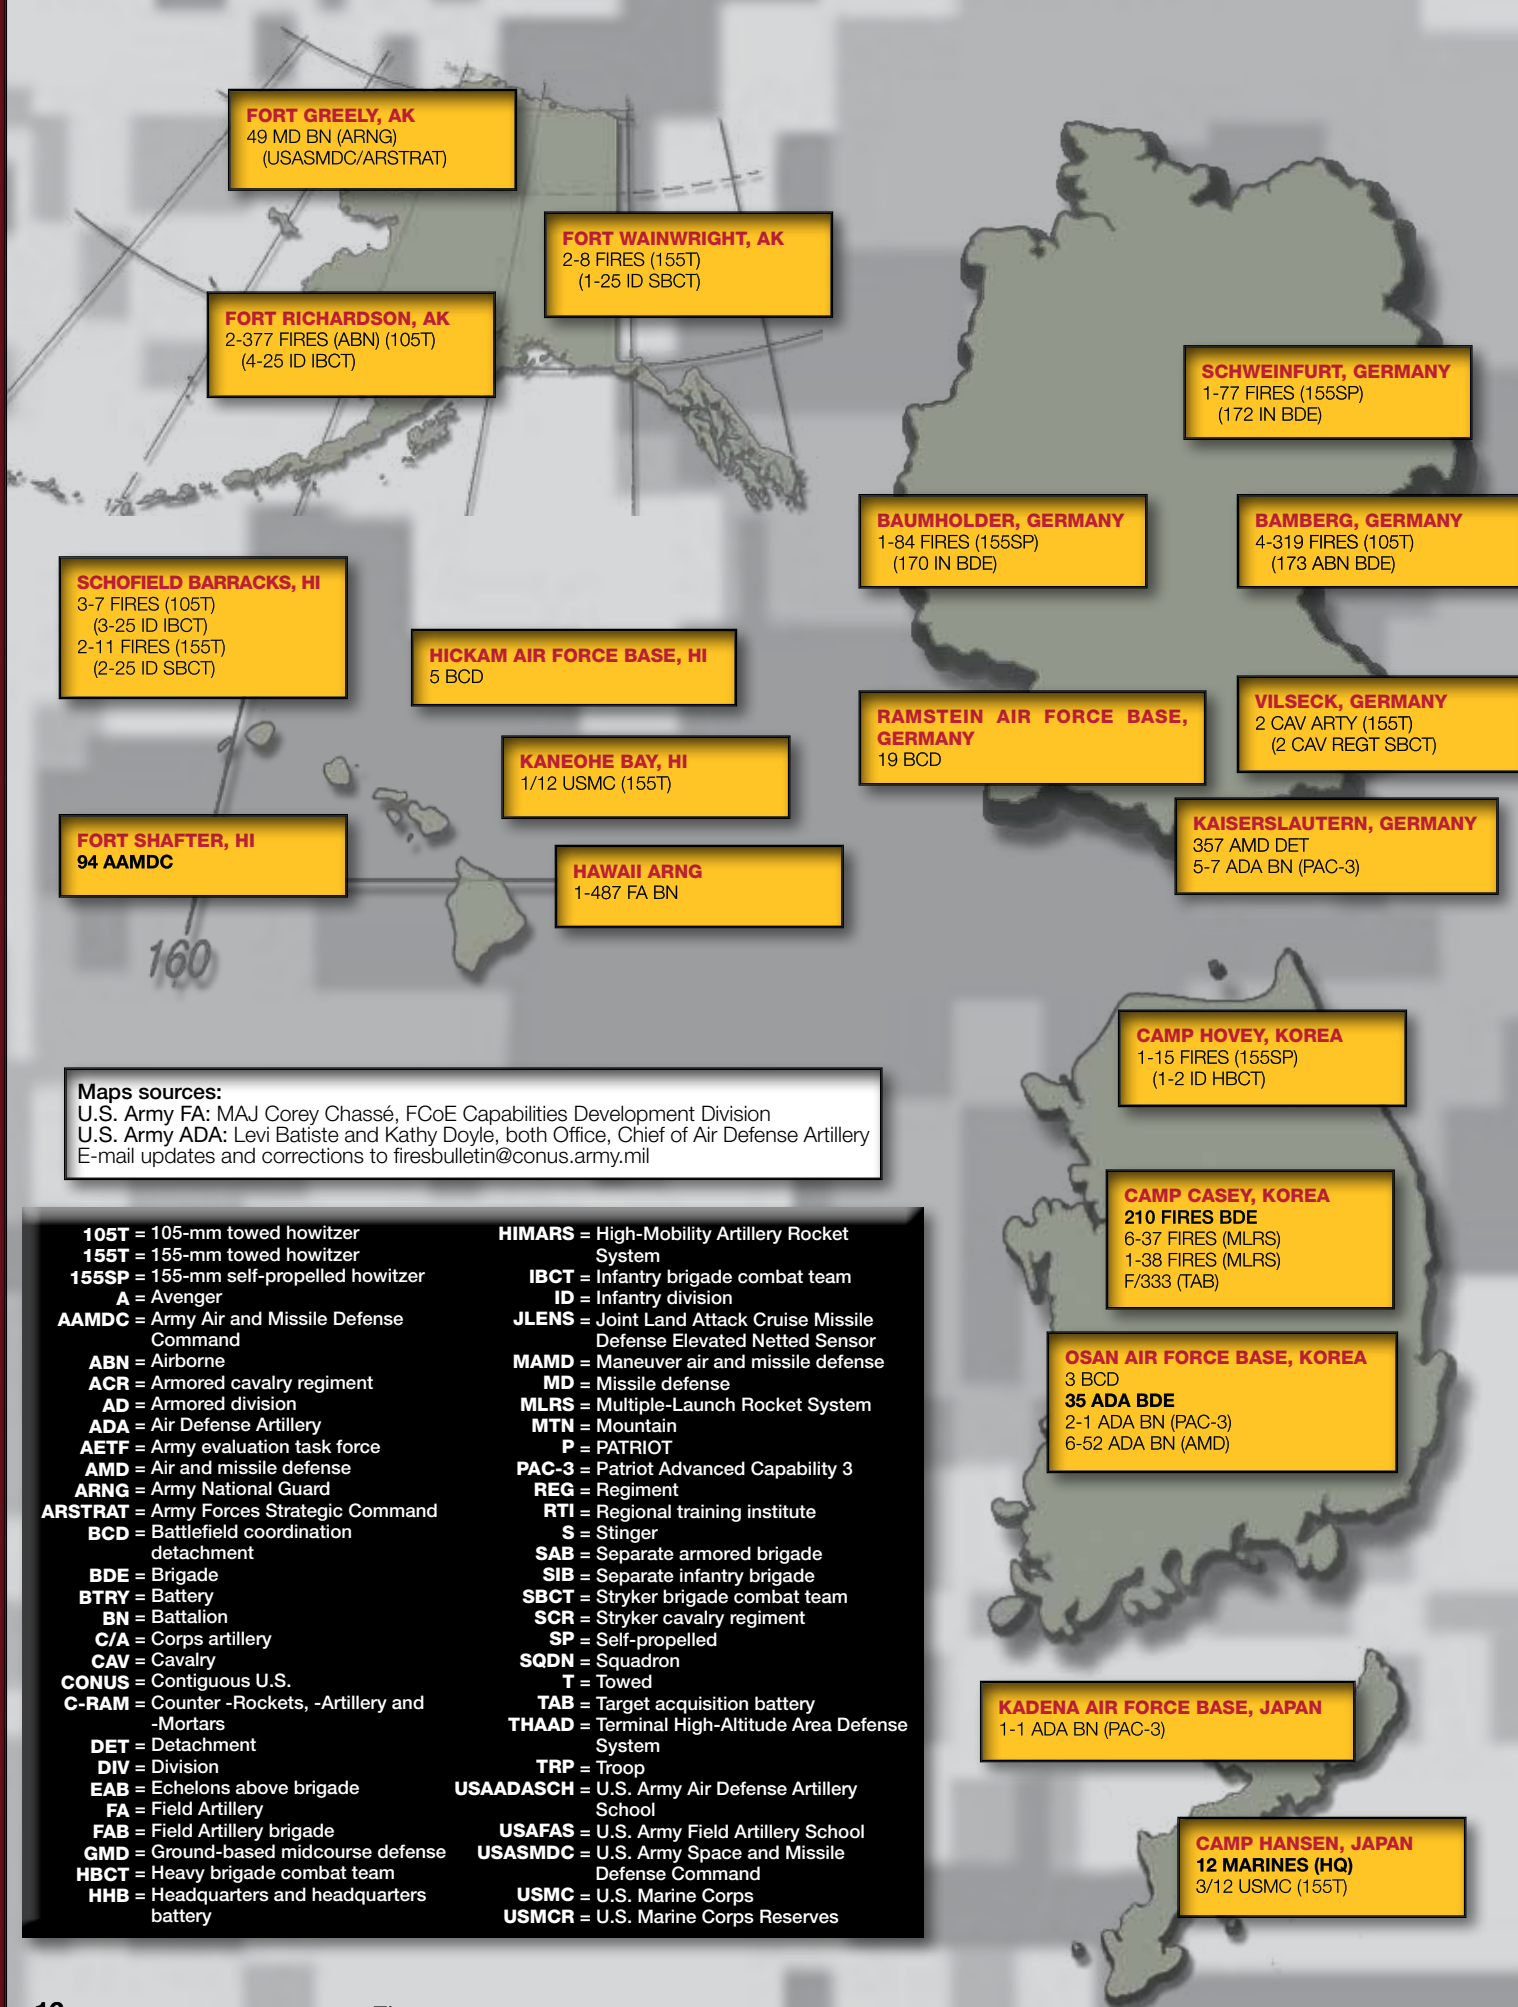 FORT GREELY, AK
49 MD BN (ARNG)
(USASMDC/ARSTRAT)
FORT WAINWRIGHT, AK
2-8 FIRES (155T)
(1-25 ID SBCT)
FORT RICHARDSON, AK
2-377 FIRES (ABN) (105T)
(4-25 ID IBCT)
SCHWEINFURT, GERMANY
1-77 FIRES (155SP)
(172 IN BDE)
BAUMHOLDER, GERMANY
1-84 FIRES (155SP)
(170 IN BDE)
BAMBERG, GERMANY
4-319 FIRES (105T)
(173 ABN BDE)
SCHOFIELD BARRACKS, HI
3-7 FIRES (105T)
(3-25 ID IBCT)
2-11 FIRES (155T)
(2-25 ID SBCT)
HICKAM AIR FORCE BASE, HI
5 BCD
RAMSTEIN AIR FORCE BASE,
GERMANY
19 BCD
VILSECK, GERMANY
2 CAV ARTY (155T)
(2 CAV REGT SBCT)
KANEOHE BAY, HI
1/12 USMC (155T)
KAISERSLAUTERN, GERMANY
357 AMD DET
5-7 ADA BN (PAC-3)
FORT SHAFTER, HI
94 AAMDC
HAWAII ARNG
1-487 FA BN
160
CAMP HOVEY, KOREA
1-15 FIRES (155SP)
(1-2 ID HBCT)
Maps sources:
U.S. Army FA: MAJ Corey Chassé, FCoE Capabilities Development Division
U.S. Army ADA: Levi Batiste and Kathy Doyle, both Office, Chief of Air Defense Artillery
E-mail updates and corrections to firesbulletin@conus.army.mil
CAMP CASEY, KOREA
210 FIRES BDE
6-37 FIRES (MLRS)
1-38 FIRES (MLRS)
F/333 (TAB)
OSAN AIR FORCE BASE, KOREA
3 BCD
35 ADA BDE
2-1 ADA BN (PAC-3)
6-52 ADA BN (AMD)
105T = 105-mm towed howitzer
155T = 155-mm towed howitzer
155SP = 155-mm self-propelled howitzer
A = Avenger
AAMDC = Army Air and Missile Defense
Command
ABN = Airborne
ACR = Armored cavalry regiment
AD = Armored division
ADA = Air Defense Artillery
AETF = Army evaluation task force
AMD = Air and missile defense
ARNG = Army National Guard
ARSTRAT = Army Forces Strategic Command
BCD = Battlefield coordination
detachment
BDE = Brigade
BTRY = Battery
BN = Battalion
C/A = Corps artillery
CAV = Cavalry
CONUS = Contiguous U.S.
C-RAM = Counter -Rockets, -Artillery and
-Mortars
DET = Detachment
DIV = Division
EAB = Echelons above brigade
FA = Field Artillery
FAB = Field Artillery brigade
GMD = Ground-based midcourse defense
HBCT = Heavy brigade combat team
HHB = Headquarters and headquarters
battery
HIMARS = High-Mobility Artillery Rocket
System
IBCT = Infantry brigade combat team
ID = Infantry division
JLENS = Joint Land Attack Cruise Missile
Defense Elevated Netted Sensor
MAMD = Maneuver air and missile defense
MD = Missile defense
MLRS = Multiple-Launch Rocket System
MTN = Mountain
P = PATRIOT
PAC-3 = Patriot Advanced Capability 3
REG = Regiment
RTI = Regional training institute
S = Stinger
SAB = Separate armored brigade
SIB = Separate infantry brigade
SBCT = Stryker brigade combat team
SCR = Stryker cavalry regiment
SP = Self-propelled
SQDN = Squadron
T = Towed
TAB = Target acquisition battery
THAAD = Terminal High-Altitude Area Defense
System
TRP = Troop
USAADASCH = U.S. Army Air Defense Artillery
School
USAFAS = U.S. Army Field Artillery School
USASMDC = U.S. Army Space and Missile
Defense Command
USMC = U.S. Marine Corps
USMCR = U.S. Marine Corps Reserves
KADENA AIR FORCE BASE, JAPAN
1-1 ADA BN (PAC-3)
CAMP HANSEN, JAPAN
12 MARINES (HQ)
3/12 USMC (155T)